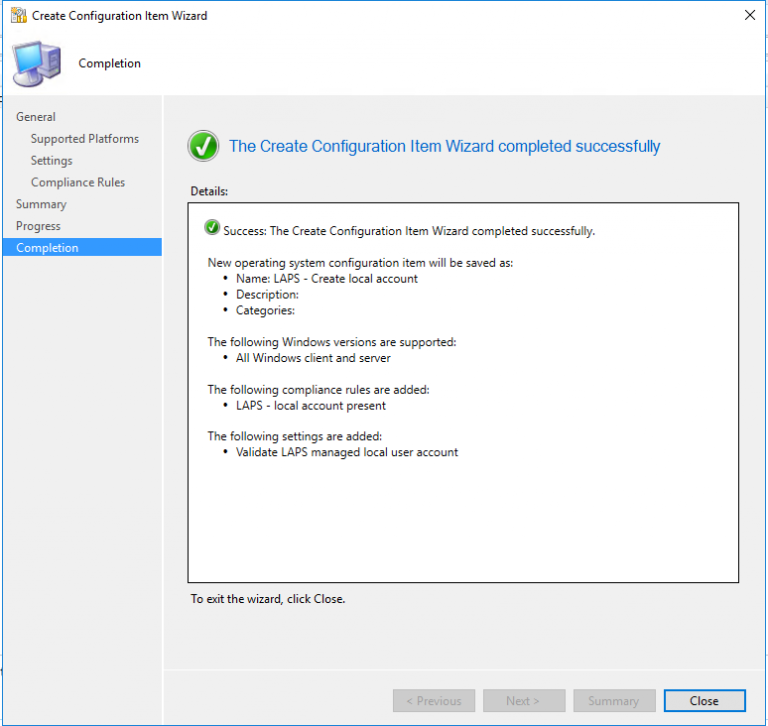 Create Configuration Item Wizard
Completion
General
Supported Platforms
Settings
Compliance Rules
Summary
Progress
Completion
The Create Configuration Item Wizard completed successfully
Details:
Success: The Create Configuration Item Wizard completed successfully.
New operating system configuration item will be saved as:
• Name: LAPS - Create local account
• Description:
• Categories:
The following Windows versions are supported:
• All Windows client and server
The following compliance rules are added:
• LAPS - local account present
The following settings are added:
• Validate LAPS managed local user account
To exit the wizard, click Close.
< Previous
Next >
Summary
Close